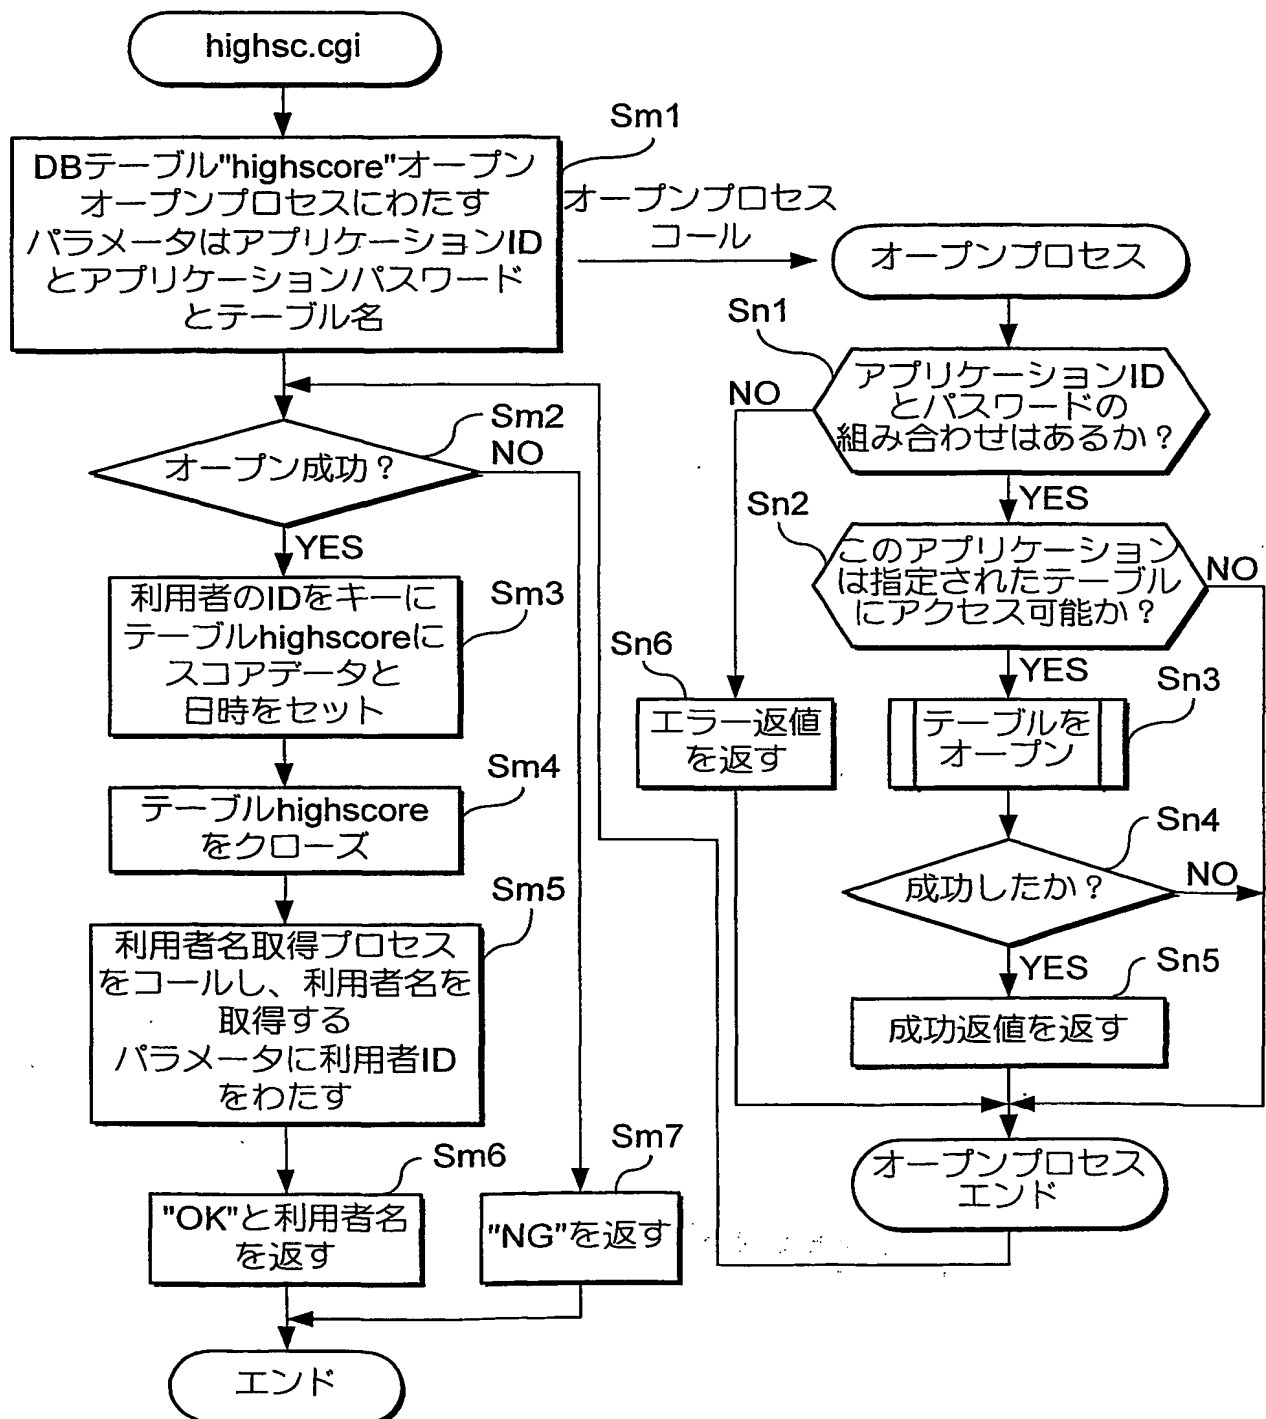 highsc.cgi
Sm1
DBテーブル"highscore"オープン
オープンプロセスにわたす
パラメータはアプリケーションID
とアプリケーションパスワード
とテーブル名
オープンプロセス
コール
オープンプロセス
Sn1
アプリケーションID
とパスワードの
組み合わせはあるか？
NO
Sm2
オープン成功？
NO
YES
Sn2
YES
このアプリケーション
は指定されたテーブル
にアクセス可能か？
NO
利用者のIDをキーに
テーブルhighscoreに
スコアデータと
日時をセット
Sm3
Sn6
エラー返値
を返す
YES
Sn3
テーブルを
オープン
Sm4
テーブルhighscore
をクローズ
Sn4
成功したか？
NO
YES
Sm5
利用者名取得プロセス
をコールし、利用者名を
取得する
パラメータに利用者ID
をわたす
Sn5
成功返値を返す
Sm6
"OK"と利用者名
を返す
Sm7
"NG"を返す
オープンプロセス
エンド
エンド